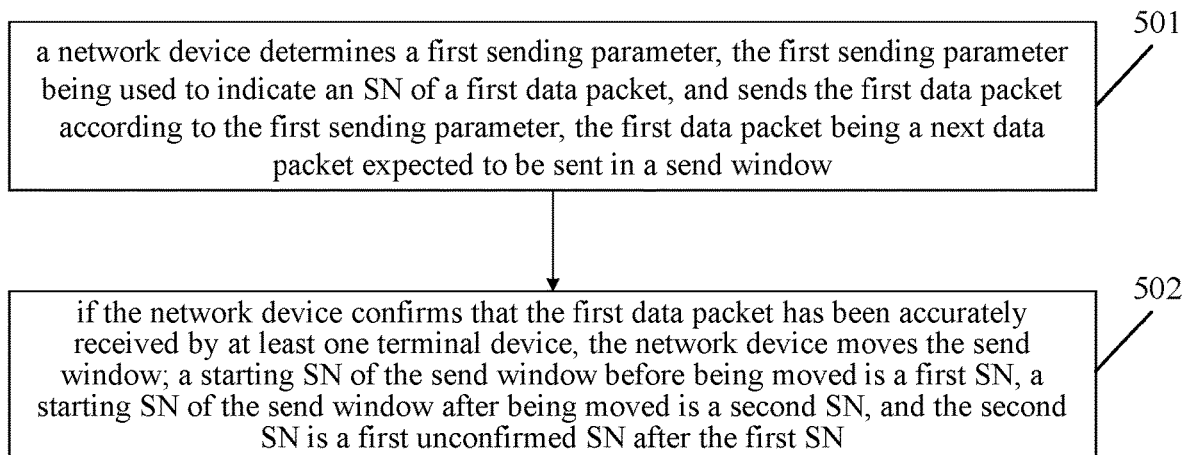 501
a network device determines a first sending parameter, the first sending parameter
being used to indicate an SN of a first data packet, and sends the first data packet
according to the first sending parameter, the first data packet being a next data
packet expected to be sent in a send window
502
if the network device confirms that the first data packet has been accurately
received by at least one terminal device, the network device moves the send
window; a starting SN of the send window before being moved is a first SN, a
starting SN of the send window after being moved is a second SN, and the second
SN is a first unconfirmed SN after the first SN